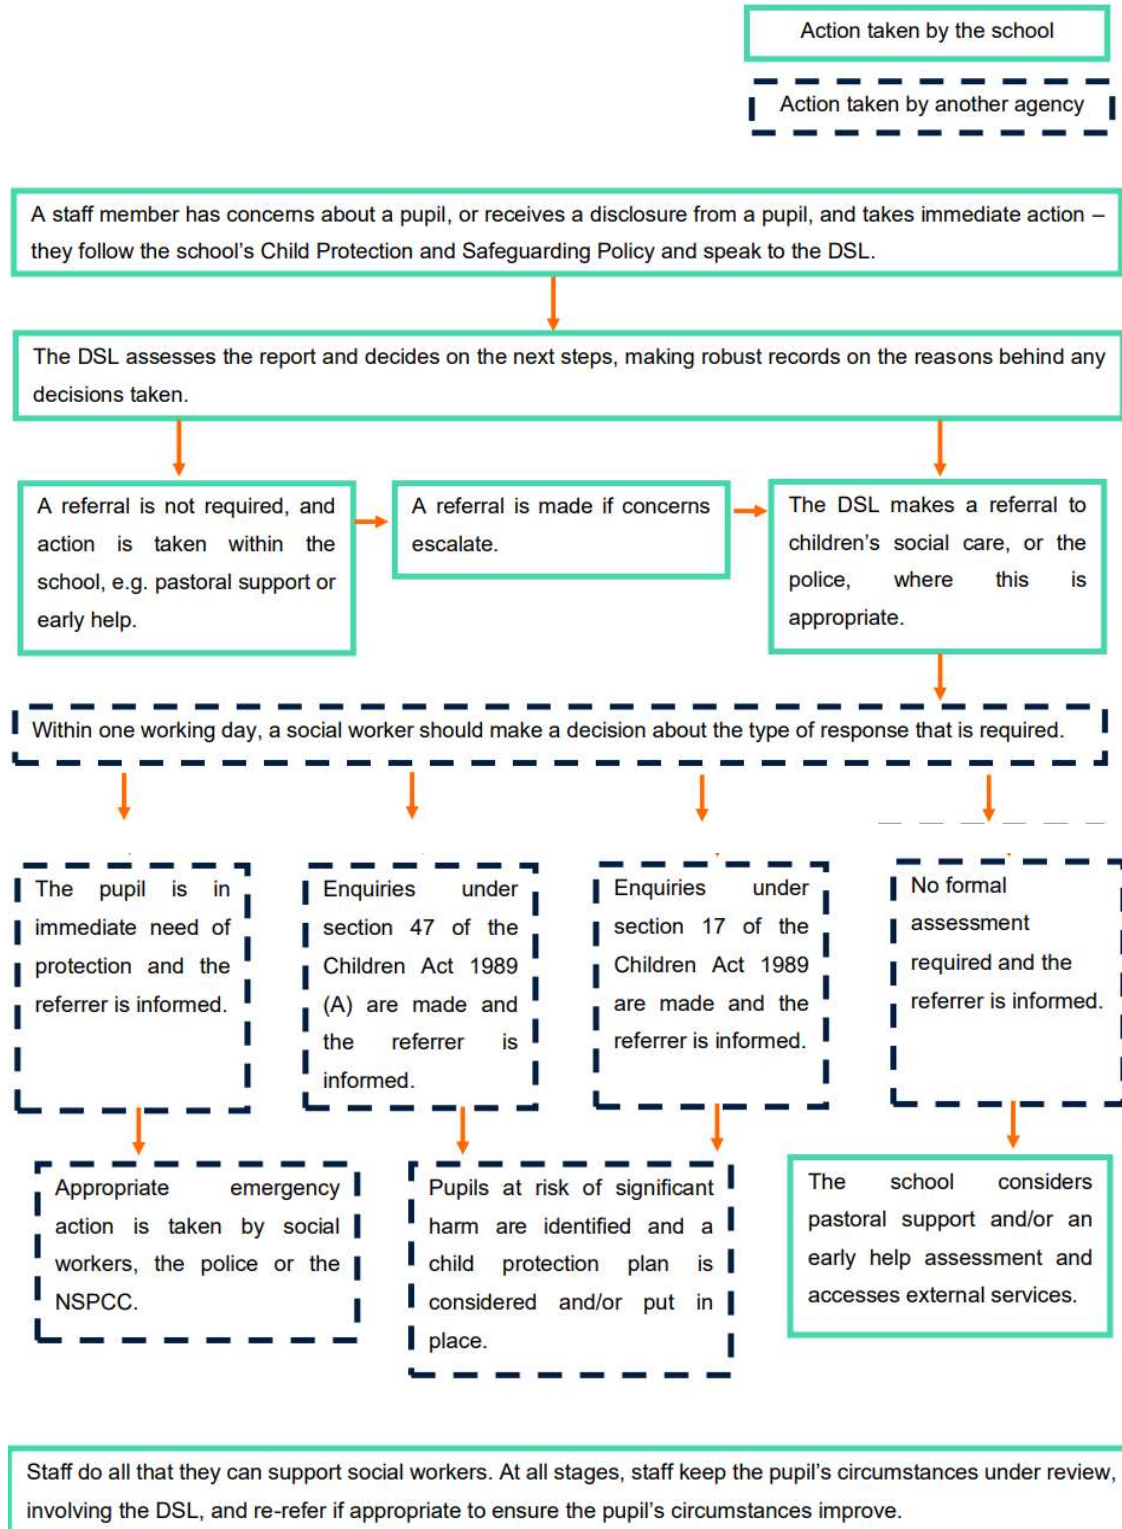 Action taken by the school
Action taken by another agency
A staff member has concerns about a pupil, or receives a disclosure from a pupil, and takes immediate action –
they follow the school’s Child Protection and Safeguarding Policy and speak to the DSL.
The DSL assesses the report and decides on the next steps, making robust records on the reasons behind any
decisions taken.
A referral is not required, and
action is taken within the
school, e.g. pastoral support or
early help.
A referral is made if concerns
escalate.
The DSL makes a referral to
children’s social care, or the
police, where this is
appropriate.
Within one working day, a social worker should make a decision about the type of response that is required.
The pupil is in
immediate need of
protection and the
referrer is informed.
Enquiries under
section 47 of the
Children Act 1989
(A) are made and
the referrer is
informed.
Enquiries under
section 17 of the
Children Act 1989
are made and the
referrer is informed.
No formal
assessment
required and the
referrer is informed.
Appropriate emergency
action is taken by social
workers, the police or the
NSPCC.
Pupils at risk of significant
harm are identified and a
child protection plan is
considered and/or put in
place.
The school considers
pastoral support and/or an
early help assessment and
accesses external services.
Staff do all that they can support social workers. At all stages, staff keep the pupil’s circumstances under review,
involving the DSL, and re-refer if appropriate to ensure the pupil’s circumstances improve.